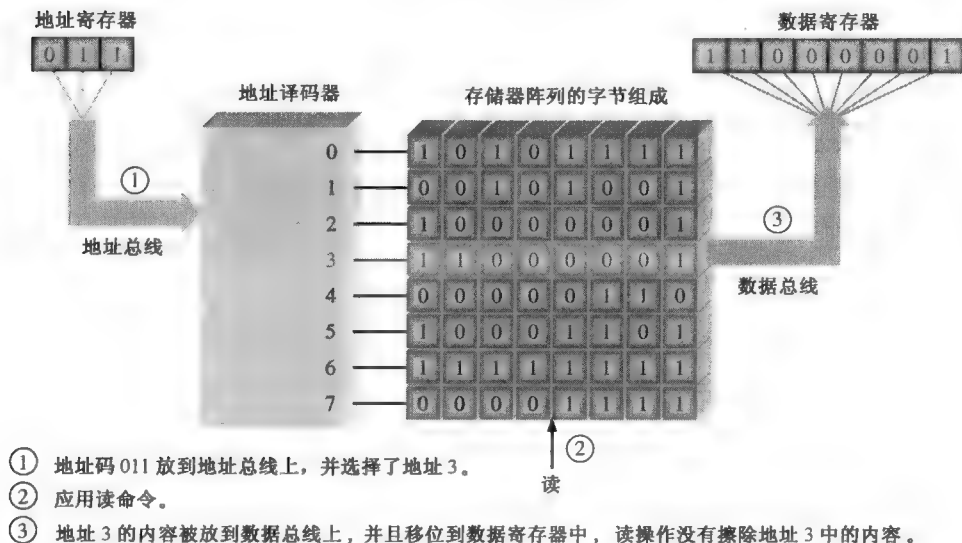 地址寄存器
0 1 1
数据寄存器
1 1 0 0 0 0 0 1
地址译码器
存储器阵列的字节组成
0 1 0 1 0 1 1 1 1
1 0 0 1 0 1 0 0 1
2 1 0 0 0 0 0 0 1
3 1 1 0 0 0 0 0 1
4 0 0 0 0 0 1 1 0
5 1 0 0 0 1 1 0 1
6 1 1 1 1 1 1 1 1
7 0 0 0 0 1 1 1 1
①
地址总线
③
数据总线
②
读
① 地址码 011 放到地址总线上，并选择了地址 3。
② 应用读命令。
③ 地址 3 的内容被放到数据总线上，并且移位到数据寄存器中，读操作没有擦除地址 3 中的内容。